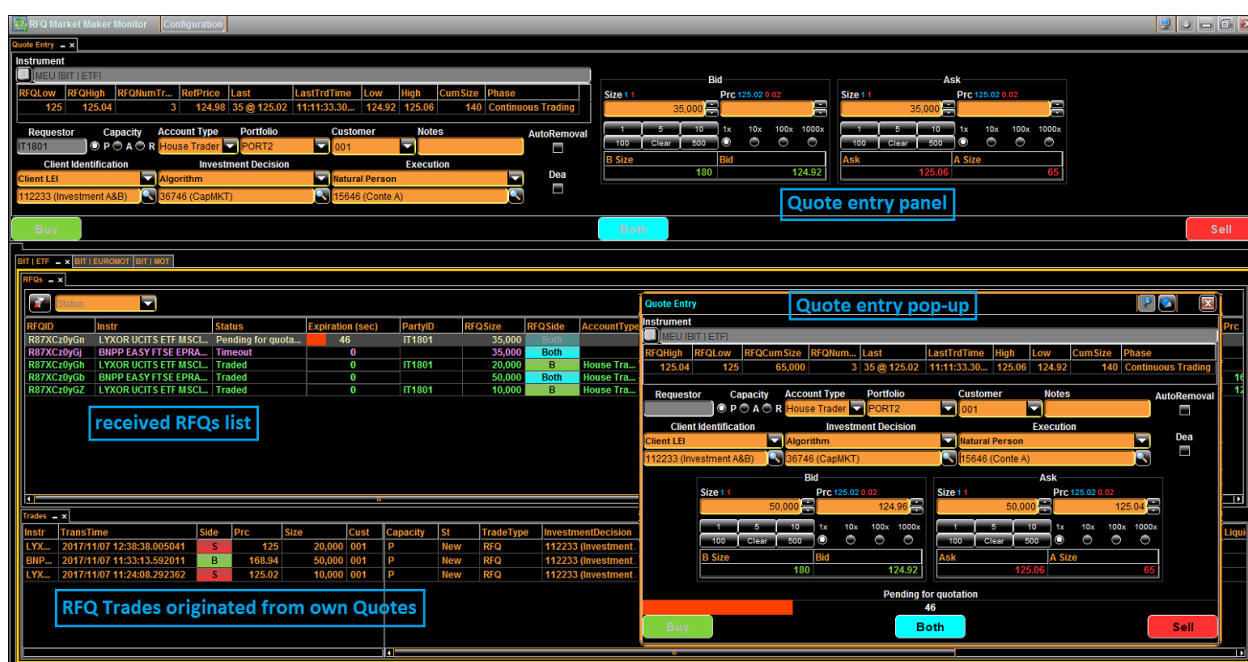 RFQ Market Maker Monitor Configuration
Quote Entry
Instrument
MEU |BIT | ETF|
RFQLow RFQHigh RFQNumTr... RefPrice Last LastTrdTime Low High CumSize Phase
125 125.04 3 124.98 35 @ 125.02 11:11:33.30... 124.92 125.06 140 Continuous Trading
Bid Ask
Size 1 1 Prc 125.02 0.02 Size 1 1 Prc 125.02 0.02
35,000 35,000
1 5 10 1x 10x 100x 1000x 1 5 10 1x 10x 100x 1000x
100 Clear 500 100 Clear 500
B Size Bid Ask A Size
180 124.92 125.06 65
Requestor Capacity Account Type Portfolio Customer Notes AutoRemoval
IT1801 P A R House Trader PORT2 001
Client Identification Investment Decision Execution Dea
Client LEI Algorithm Natural Person
112233 (Investment A&B) 36746 (CapMKT) 15646 (Conte A)
Quote entry panel
Buy Both Sell
BIT | ETF BIT | EUROMOT BIT | MOT
RFQs
Status
RFQID Instr Status Expiration (sec) PartyID RFQSize RFQSide AccountType Prc
R87XCz0yGn LYXOR UCITS ETF MSCI... Pending for quota... 46 IT1801 35,000 Both
R87XCz0yGj BNPP EASY FTSE EPRA... Timeout 0 35,000 Both
R87XCz0yGh LYXOR UCITS ETF MSCI... Traded 0 IT1801 20,000 B House Tra...
R87XCz0yGb BNPP EASY FTSE EPRA... Traded 0 50,000 Both House Tra... 16
R87XCz0yGZ LYXOR UCITS ETF MSCI... Traded 0 IT1801 10,000 B House Tra... 12
received RFQs list
Trades
Instr TransTime Side Prc Size Cust Capacity St TradeType InvestmentDecision Liqui
LYX... 2017/11/07 12:38:38.005041 S 125 20,000 001 P New RFQ 112233 (Investment
BNP... 2017/11/07 11:33:13.592011 B 168.94 50,000 001 P New RFQ 112233 (Investment
LYX... 2017/11/07 11:24:08.292362 S 125.02 10,000 001 P New RFQ 112233 (Investment
RFQ Trades originated from own Quotes
Quote Entry
Quote entry pop-up
Instrument
MEU |BIT | ETF|
RFQHigh RFQLow RFQCumSize RFQNum... Last LastTrdTime High Low CumSize Phase
125.04 125 65,000 3 35 @ 125.02 11:11:33.30... 125.06 124.92 140 Continuous Trading
Requestor Capacity Account Type Portfolio Customer Notes AutoRemoval
P A R House Trader PORT2 001
Client Identification Investment Decision Execution Dea
Client LEI Algorithm Natural Person
112233 (Investment A&B) 36746 (CapMKT) 15646 (Conte A)
Bid Ask
Size 1 1 Prc 125.02 0.02 Size 1 1 Prc 125.02 0.02
50,000 124.96 50,000 125.04
1 5 10 1x 10x 100x 1000x 1 5 10 1x 10x 100x 1000x
100 Clear 500 100 Clear 500
B Size Bid Ask A Size
180 124.92 125.06 65
Pending for quotation
46
Buy Both Sell